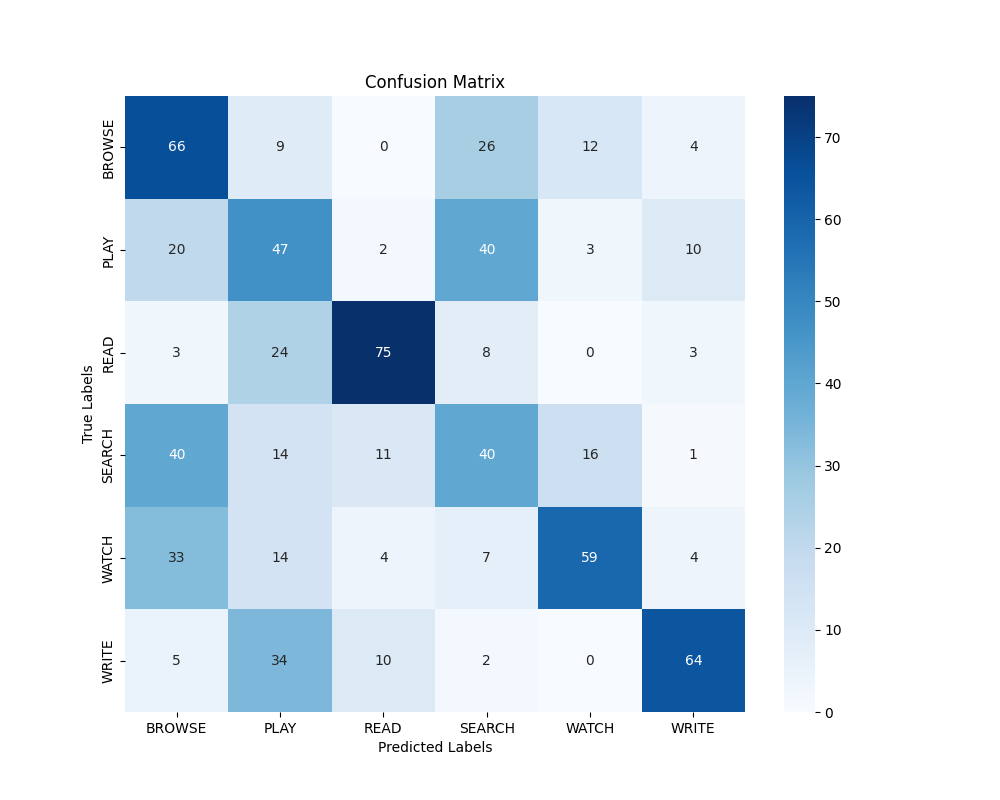 Confusion Matrix
BROWSE 66 9 0 26 12 4
PLAY 20 47 2 40 3 10
READ 3 24 75 8 0 3
SEARCH 40 14 11 40 16 1
WATCH 33 14 4 7 59 4
WRITE 5 34 10 2 0 64
True Labels
BROWSE PLAY READ SEARCH WATCH WRITE
Predicted Labels
70
60
50
40
30
20
10
0